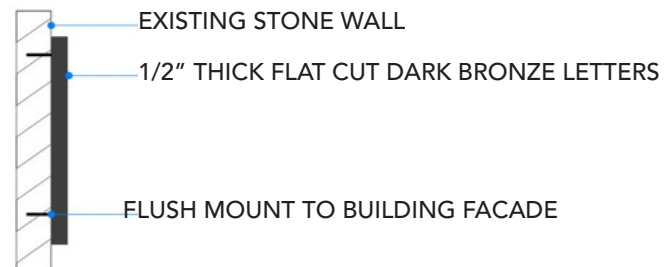 EXISTING STONE WALL
1/2” THICK FLAT CUT DARK BRONZE LETTERS
FLUSH MOUNT TO BUILDING FACADE